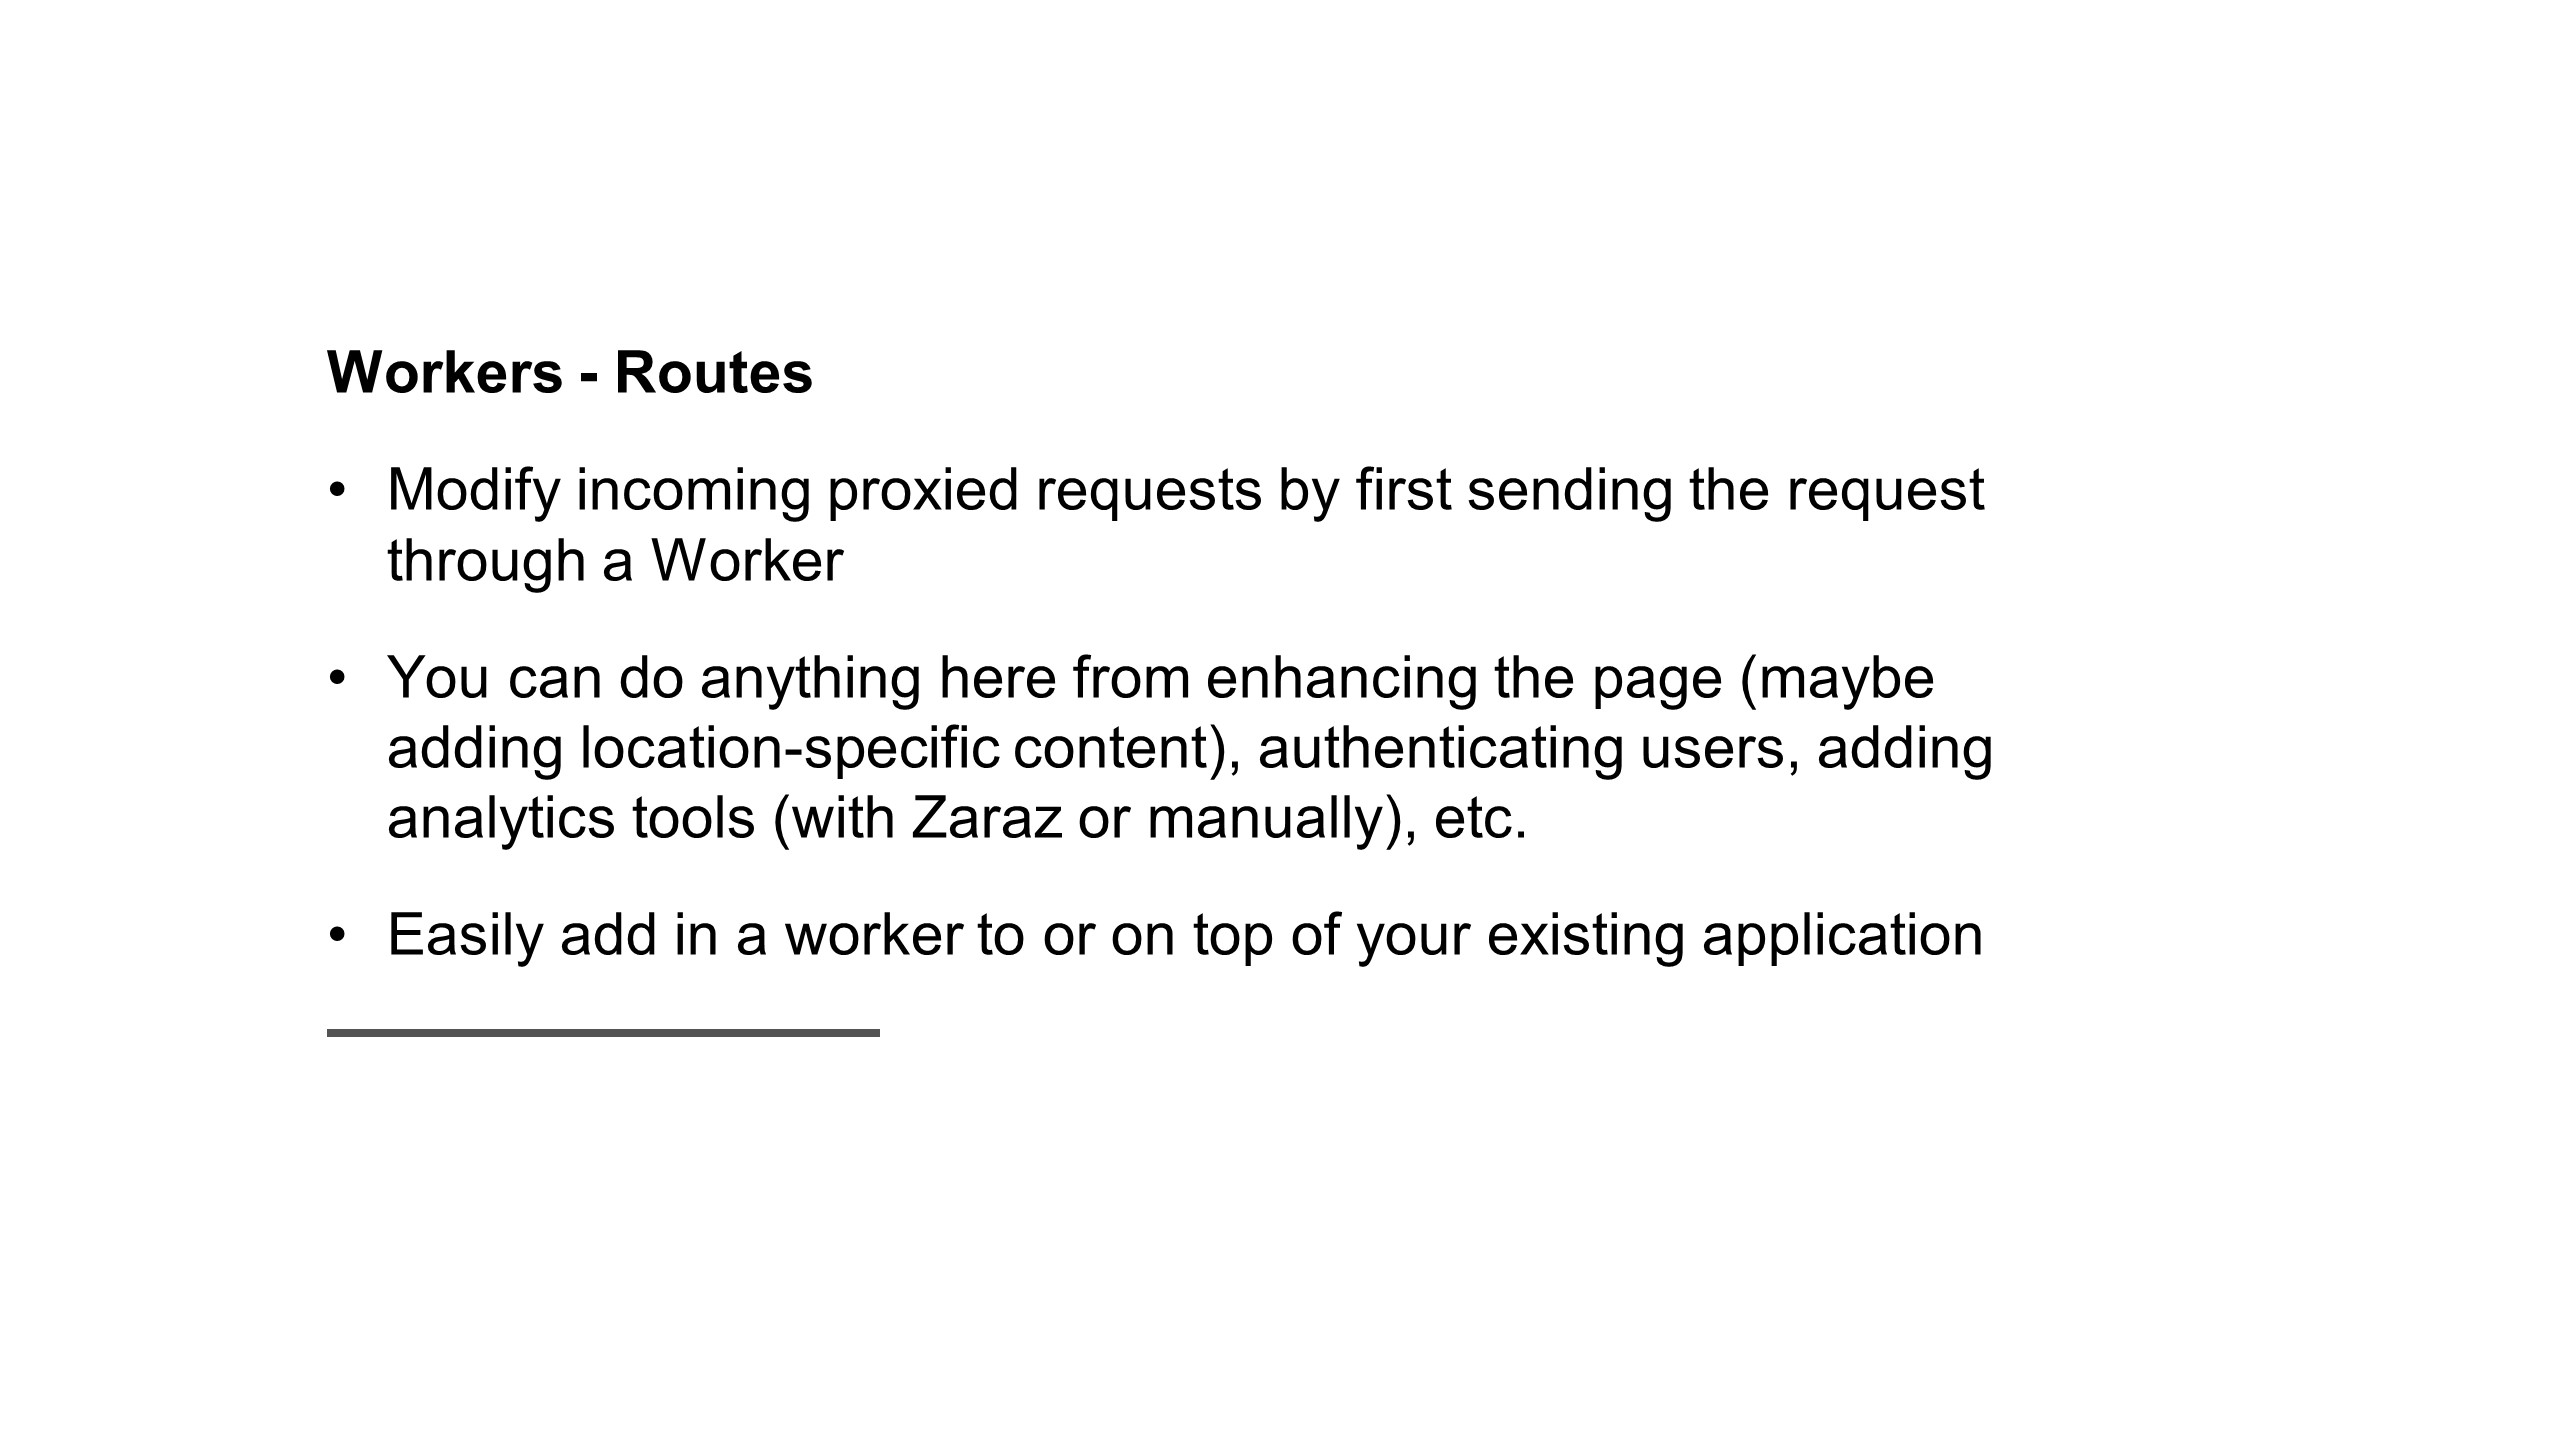 Workers - Routes
• Modify incoming proxied requests by first sending the request
through a Worker
• You can do anything here from enhancing the page (maybe
adding location-specific content), authenticating users, adding
analytics tools (with Zaraz or manually), etc.
• Easily add in a worker to or on top of your existing application